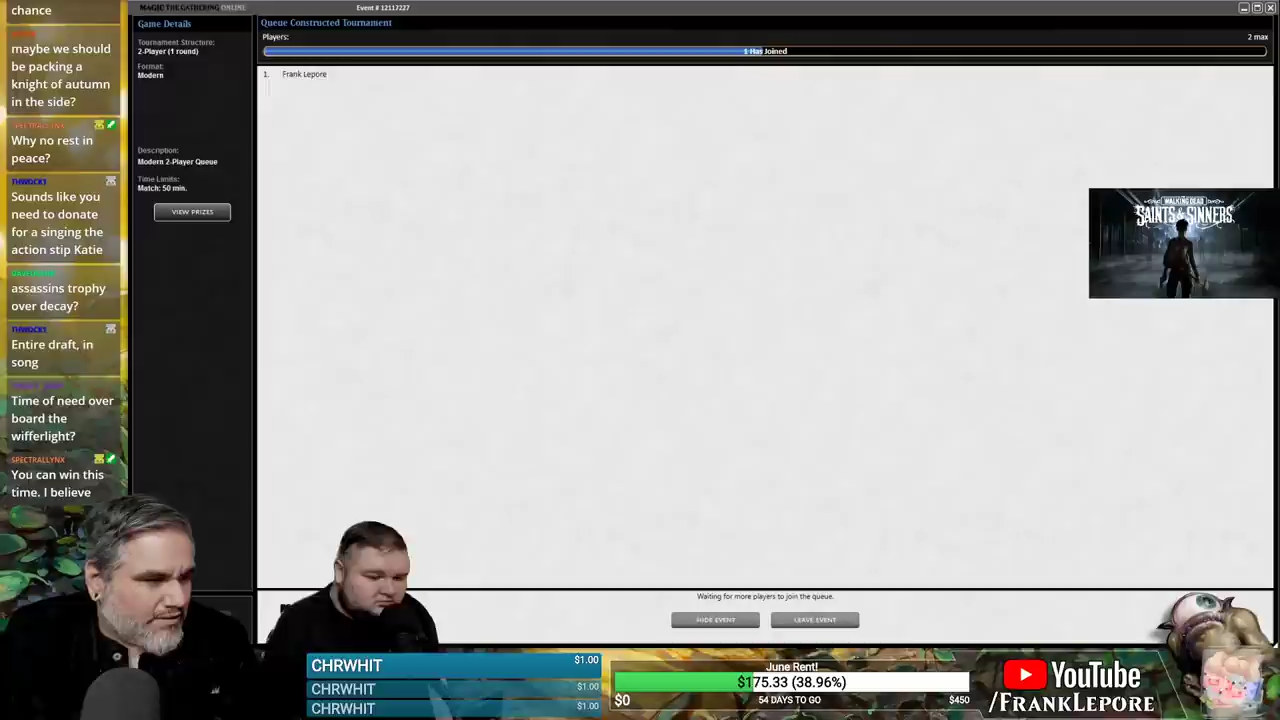 chance
maybe we should
be packing a
knight of autumn
in the side?
SPECTRALLYNX
Why no rest in
peace?
THWOCK1
Sounds like you
need to donate
for a singing the
action stip Katie
assassins trophy
over decay?
THWOCK1
Entire draft, in
song
Time of need over
board the
wifferlight?
SPECTRALLYNX
You can win this
time. I believe
MAGIC THE GATHERING ONLINE
Event # 12117227
Game Details
Tournament Structure:
2-Player (1 round)
Format:
Modern
Description:
Modern 2-Player Queue
Time Limits:
Match: 50 min.
VIEW PRIZES
Queue Constructed Tournament
Players:
2 max
1 Has Joined
1. Frank Lepore
THE WALKING DEAD
SAINTS & SINNERS
Waiting for more players to join the queue.
HIDE EVENT
LEAVE EVENT
CHRWHIT $1.00
CHRWHIT $1.00
CHRWHIT $1.00
June Rent!
$175.33 (38.96%)
$0 54 DAYS TO GO $450
YouTube
/FRANKLEPORE